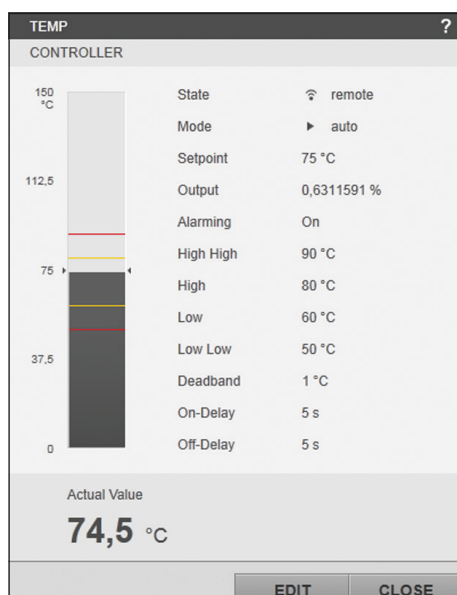 TEMP ?
CONTROLLER
150
°C
112,5
75
37,5
0
State remote
Mode auto
Setpoint 75 °C
Output 0,6311591 %
Alarming On
High High 90 °C
High 80 °C
Low 60 °C
Low Low 50 °C
Deadband 1 °C
On-Delay 5 s
Off-Delay 5 s
Actual Value
74,5 °C
EDIT CLOSE